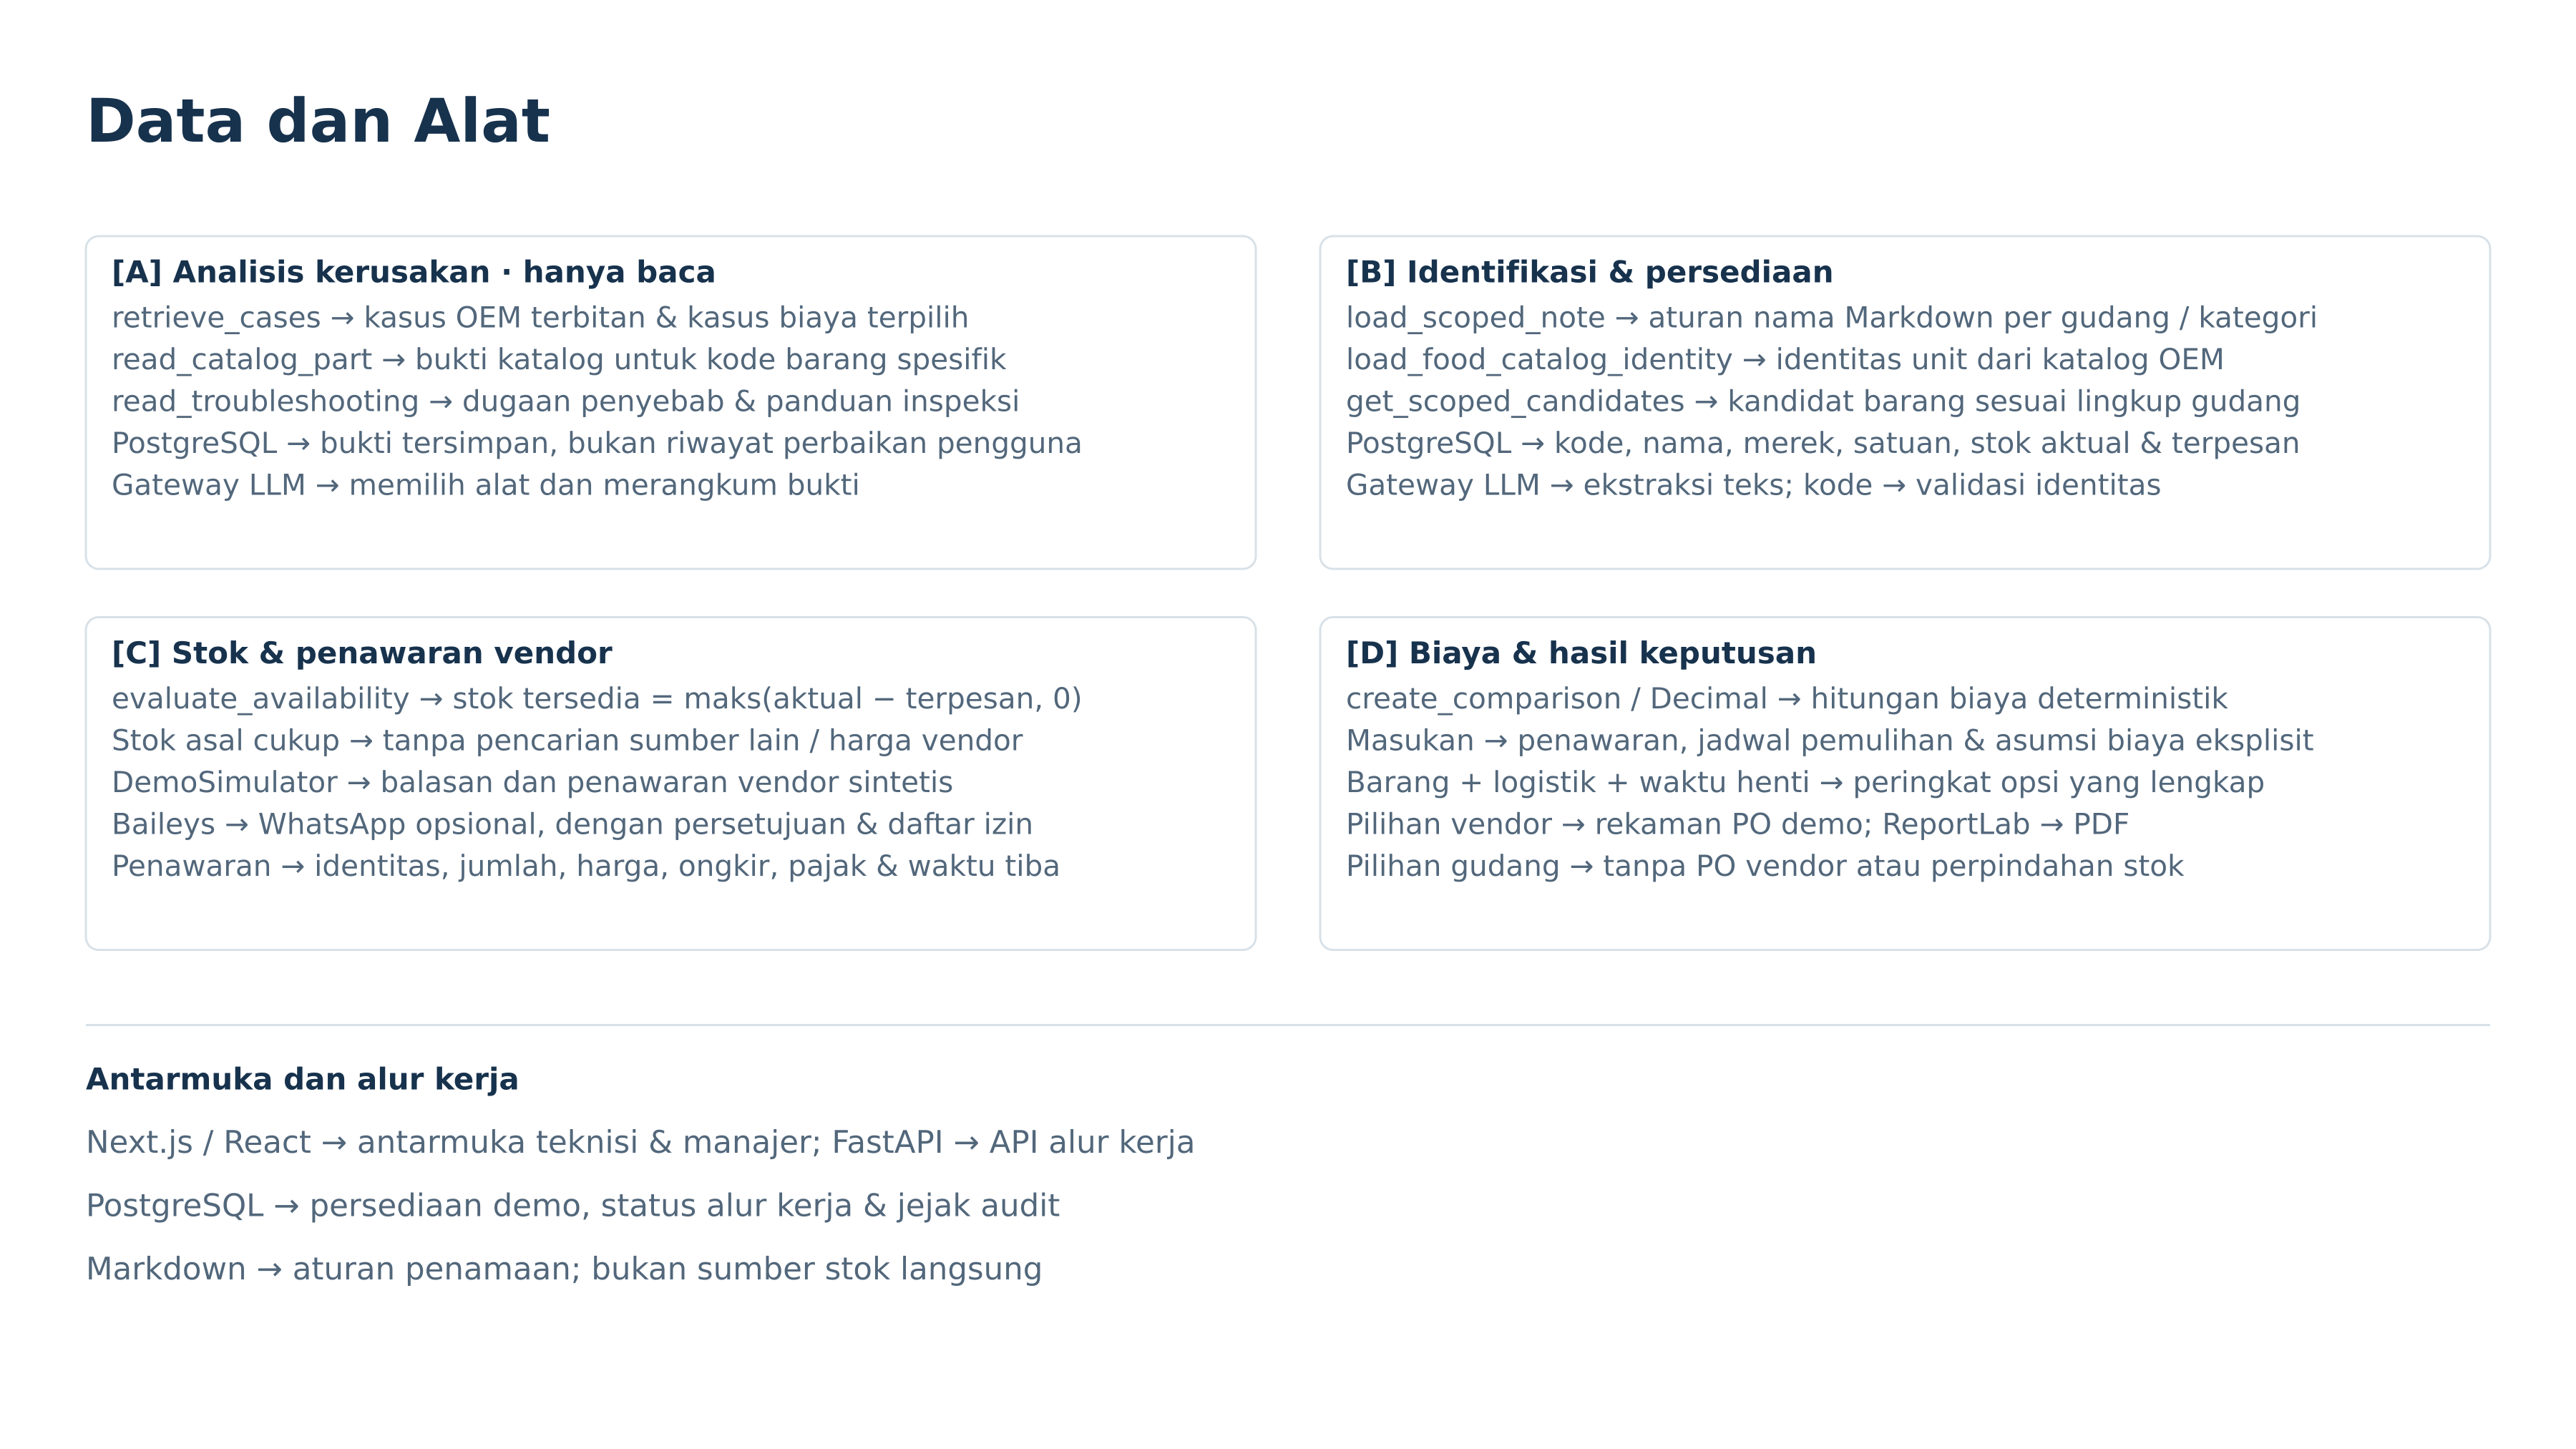 Data dan Alat
[A] Analisis kerusakan · hanya baca
retrieve_cases → kasus OEM terbitan & kasus biaya terpilih
read_catalog_part → bukti katalog untuk kode barang spesifik
read_troubleshooting → dugaan penyebab & panduan inspeksi
PostgreSQL → bukti tersimpan, bukan riwayat perbaikan pengguna
Gateway LLM → memilih alat dan merangkum bukti
[B] Identifikasi & persediaan
load_scoped_note → aturan nama Markdown per gudang / kategori
load_food_catalog_identity → identitas unit dari katalog OEM
get_scoped_candidates → kandidat barang sesuai lingkup gudang
PostgreSQL → kode, nama, merek, satuan, stok aktual & terpesan
Gateway LLM → ekstraksi teks; kode → validasi identitas
[C] Stok & penawaran vendor
evaluate_availability → stok tersedia = maks(aktual − terpesan, 0)
Stok asal cukup → tanpa pencarian sumber lain / harga vendor
DemoSimulator → balasan dan penawaran vendor sintetis
Baileys → WhatsApp opsional, dengan persetujuan & daftar izin
Penawaran → identitas, jumlah, harga, ongkir, pajak & waktu tiba
[D] Biaya & hasil keputusan
create_comparison / Decimal → hitungan biaya deterministik
Masukan → penawaran, jadwal pemulihan & asumsi biaya eksplisit
Barang + logistik + waktu henti → peringkat opsi yang lengkap
Pilihan vendor → rekaman PO demo; ReportLab → PDF
Pilihan gudang → tanpa PO vendor atau perpindahan stok
Antarmuka dan alur kerja
Next.js / React → antarmuka teknisi & manajer; FastAPI → API alur kerja
PostgreSQL → persediaan demo, status alur kerja & jejak audit
Markdown → aturan penamaan; bukan sumber stok langsung